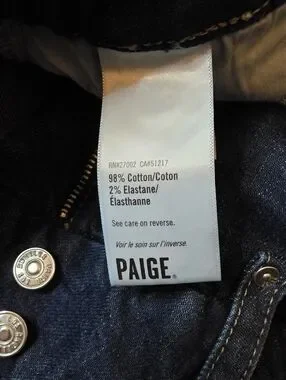 RN#27002 CA#51217
98% Cotton/Coton
2% Elastane/
Élasthanne
See care on reverse.
Voir le soin sur l'inverse.
PAIGE®